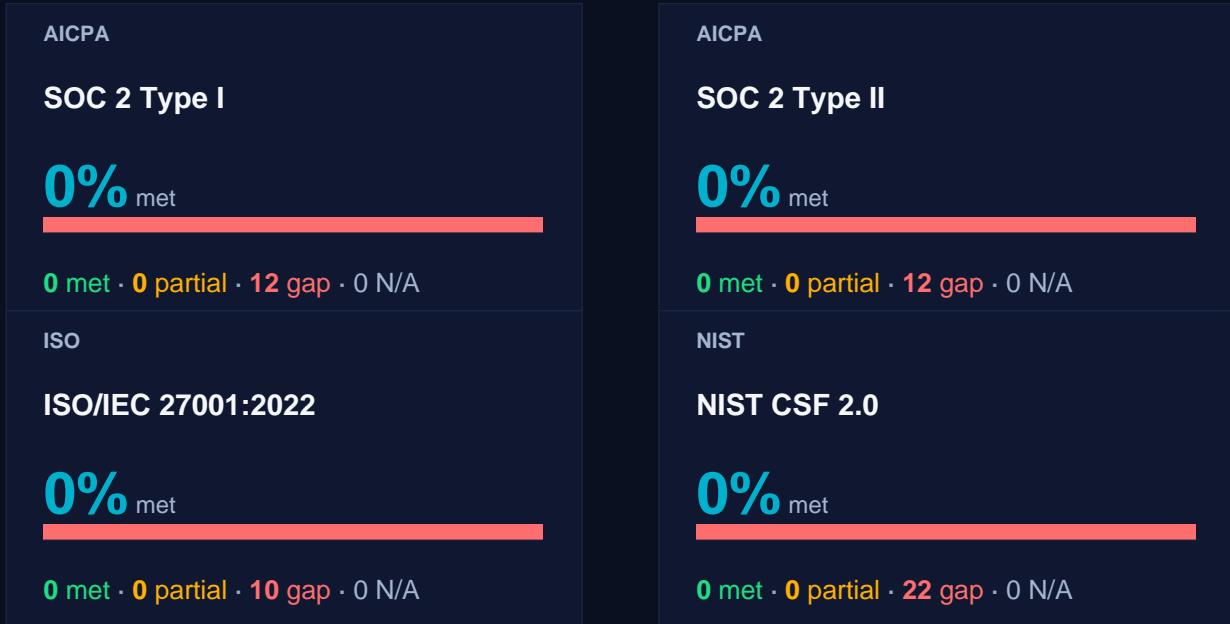 AICPA
SOC 2 Type I
0% met
0 met · 0 partial · 12 gap · 0 N/A
AICPA
SOC 2 Type II
0% met
0 met · 0 partial · 12 gap · 0 N/A
ISO
ISO/IEC 27001:2022
0% met
0 met · 0 partial · 10 gap · 0 N/A
NIST
NIST CSF 2.0
0% met
0 met · 0 partial · 22 gap · 0 N/A